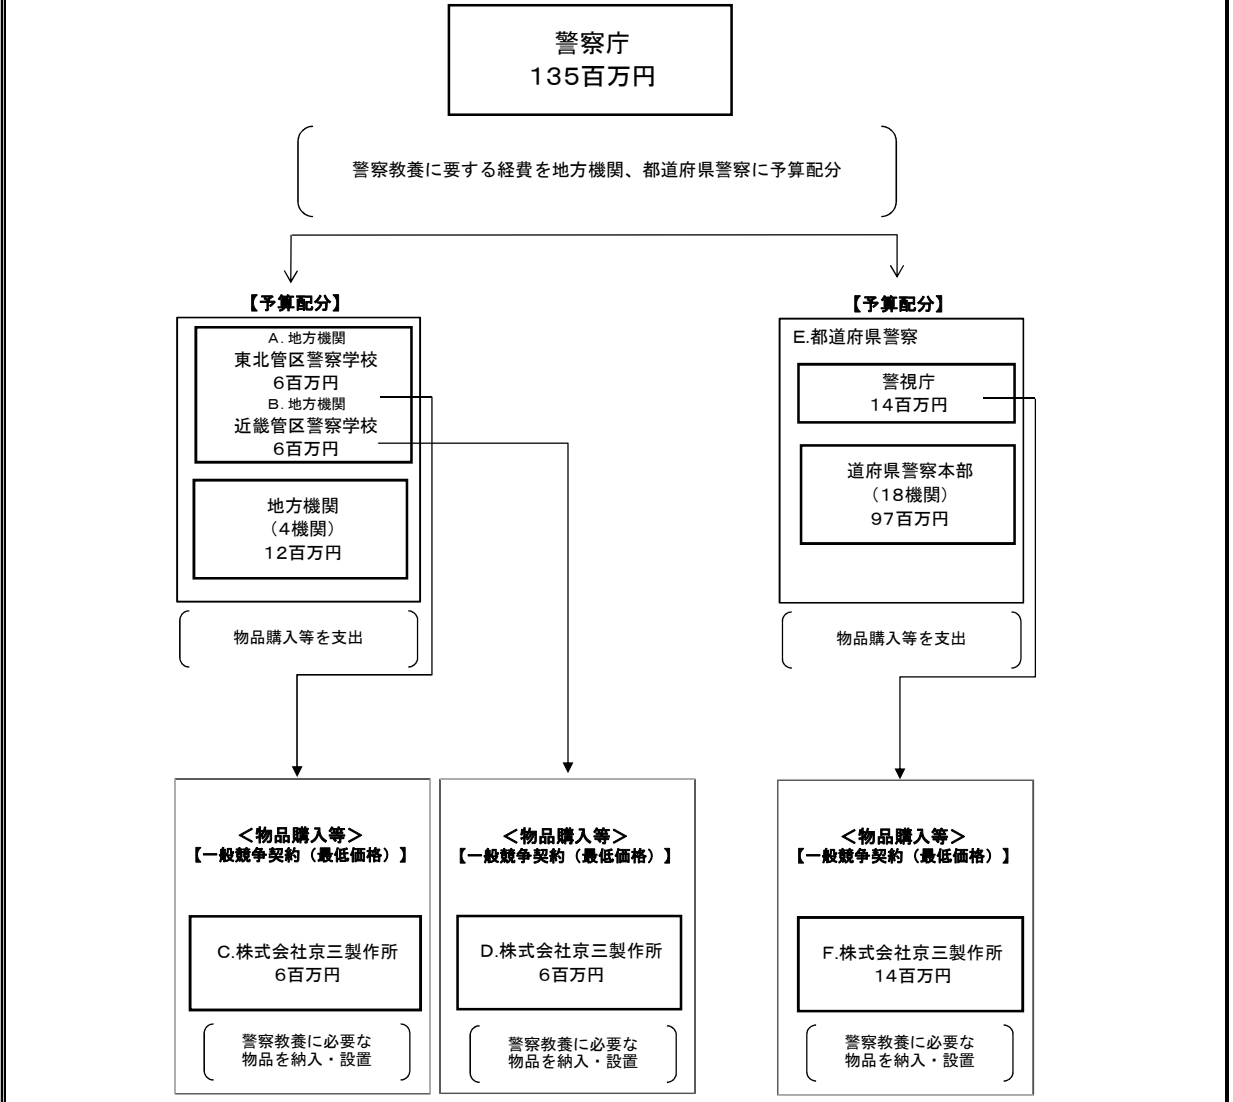 警察庁
135百万円
警察教養に要する経費を地方機関、都道府県警察に予算配分
【予算配分】
A. 地方機関
東北管区警察学校
6百万円
B. 地方機関
近畿管区警察学校
6百万円
地方機関
（4機関）
12百万円
物品購入等を支出
【予算配分】
E.都道府県警察
警視庁
14百万円
道府県警察本部
（18機関）
97百万円
物品購入等を支出
＜物品購入等＞
【一般競争契約（最低価格）】
C.株式会社京三製作所
6百万円
警察教養に必要な
物品を納入・設置
＜物品購入等＞
【一般競争契約（最低価格）】
D.株式会社京三製作所
6百万円
警察教養に必要な
物品を納入・設置
＜物品購入等＞
【一般競争契約（最低価格）】
F.株式会社京三製作所
14百万円
警察教養に必要な
物品を納入・設置